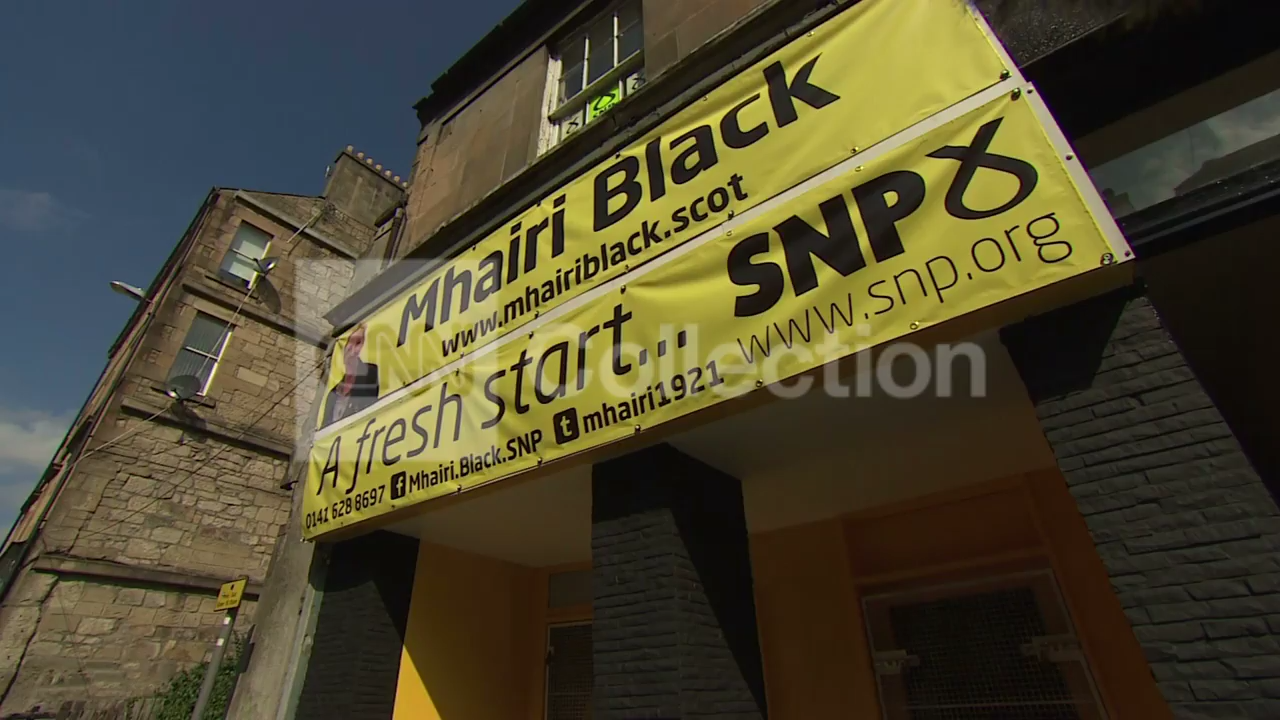 Mhairi Black
www.mhairiblack.scot
A fresh start...
SNP
www.snp.org
0141 628 8697 f Mhairi.Black.SNP t mhairi1921
CNN Collection